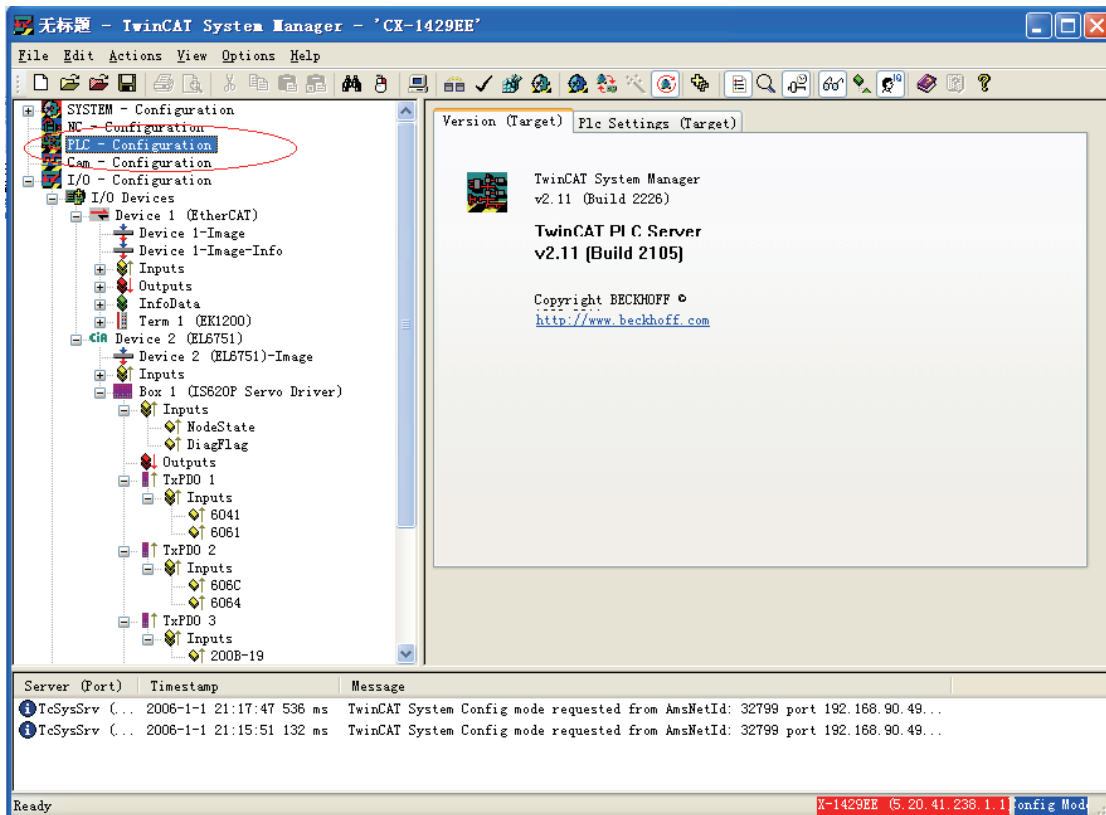 无标题 - TwinCAT System Manager - 'CX-1429EE'
File Edit Actions View Options Help
SYSTEM - Configuration
NC - Configuration
PLC - Configuration
Cam - Configuration
I/O - Configuration
I/O Devices
Device 1 (EtherCAT)
Device 1-Image
Device 1-Image-Info
Inputs
Outputs
InfoData
Term 1 (EK1200)
CiA Device 2 (EL6751)
Device 2 (EL6751)-Image
Inputs
Box 1 (IS620P Servo Driver)
Inputs
NodeState
DiagFlag
Outputs
TxPDO 1
Inputs
6041
6061
TxPDO 2
Inputs
606C
6064
TxPDO 3
Inputs
200B-19
Version (Target) Plc Settings (Target)
TwinCAT System Manager
v2.11 (Build 2226)
TwinCAT PLC Server
v2.11 (Build 2105)
Copyright BECKHOFF ©
http://www.beckhoff.com
Server (Port) Timestamp Message
TcSysSrv (... 2006-1-1 21:17:47 536 ms TwinCAT System Config mode requested from AmsNetId: 32799 port 192.168.90.49...
TcSysSrv (... 2006-1-1 21:15:51 132 ms TwinCAT System Config mode requested from AmsNetId: 32799 port 192.168.90.49...
Ready X-1429EE (5.20.41.238.1.1) Config Mode